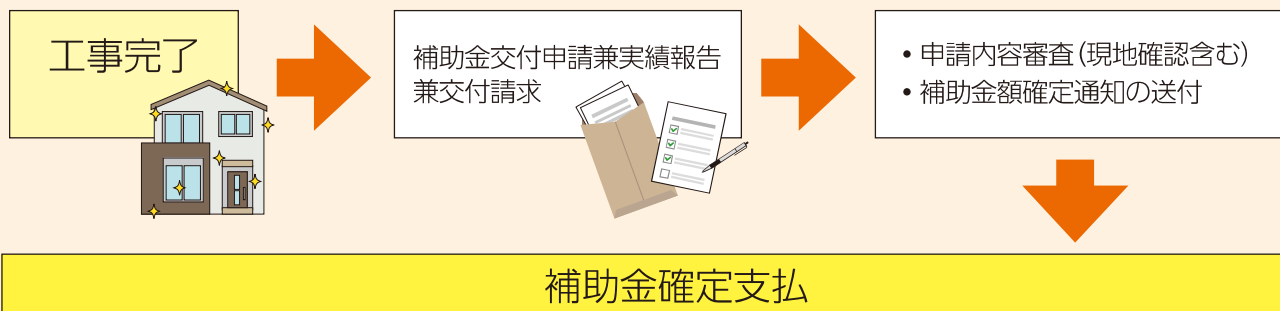 工事完了
補助金交付申請兼実績報告
兼交付請求
• 申請内容審査(現地確認含む)
• 補助金額確定通知の送付
補助金確定支払